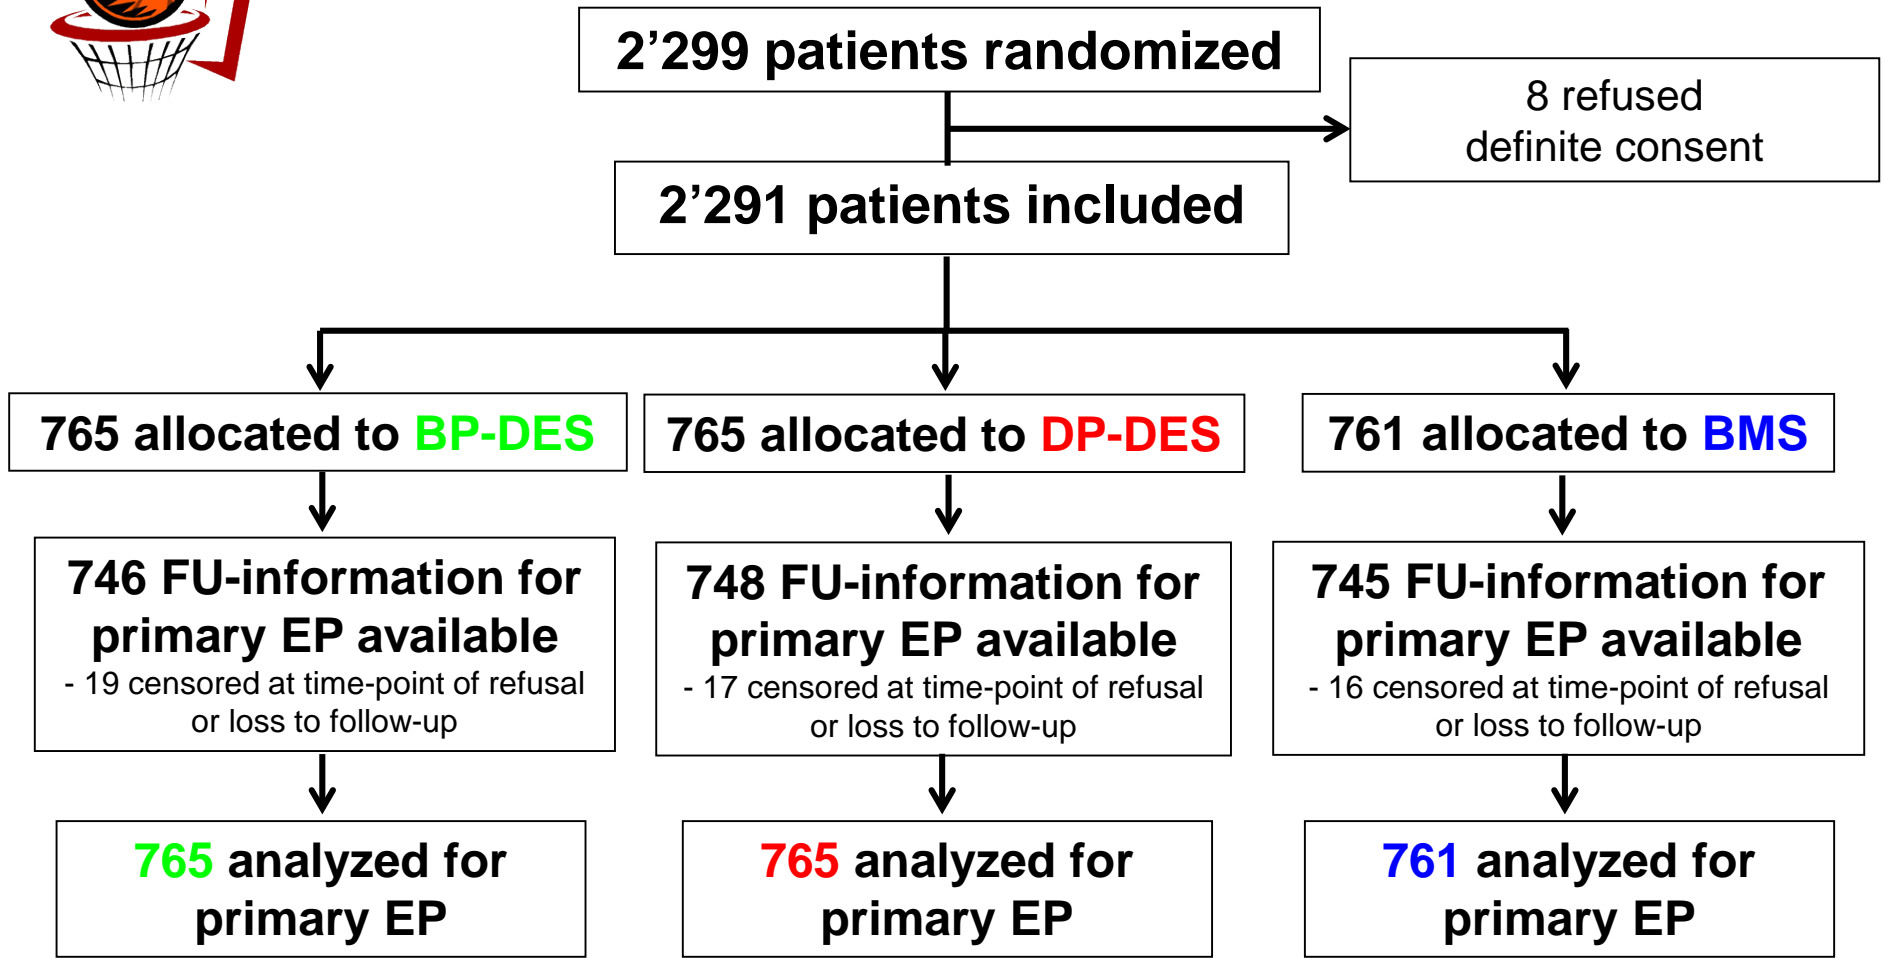 2’299 patients randomized
8 refused
definite consent
2’291 patients included
765 allocated to BP-DES
765 allocated to DP-DES
761 allocated to BMS
746 FU-information for
primary EP available
- 19 censored at time-point of refusal
or loss to follow-up
748 FU-information for
primary EP available
- 17 censored at time-point of refusal
or loss to follow-up
745 FU-information for
primary EP available
- 16 censored at time-point of refusal
or loss to follow-up
765 analyzed for
primary EP
765 analyzed for
primary EP
761 analyzed for
primary EP